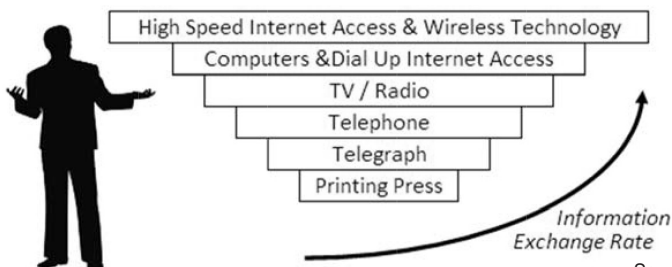 High Speed Internet Access & Wireless Technology
Computers &Dial Up Internet Access
TV / Radio
Telephone
Telegraph
Printing Press
Information
Exchange Rate